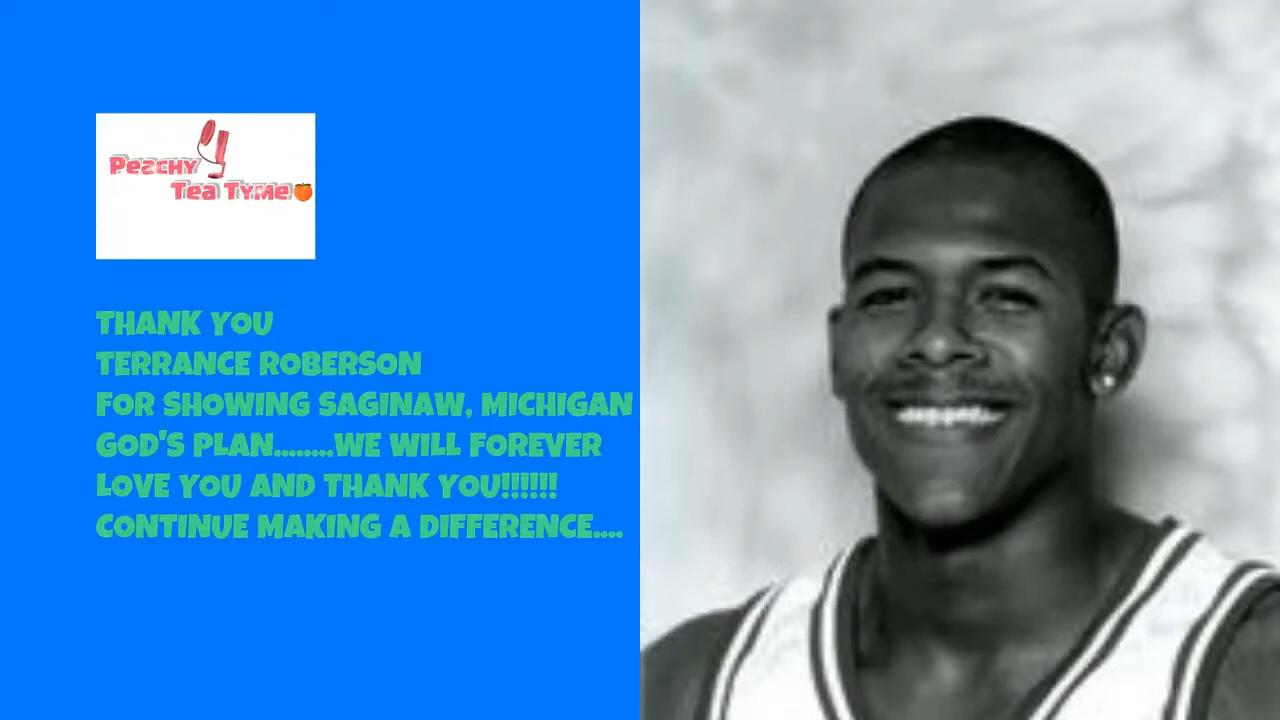 Peachy
Tea Tyme
THANK YOU
TERRANCE ROBERSON
FOR SHOWING SAGINAW, MICHIGAN
GOD'S PLAN........WE WILL FOREVER
LOVE YOU AND THANK YOU!!!!!!
CONTINUE MAKING A DIFFERENCE....